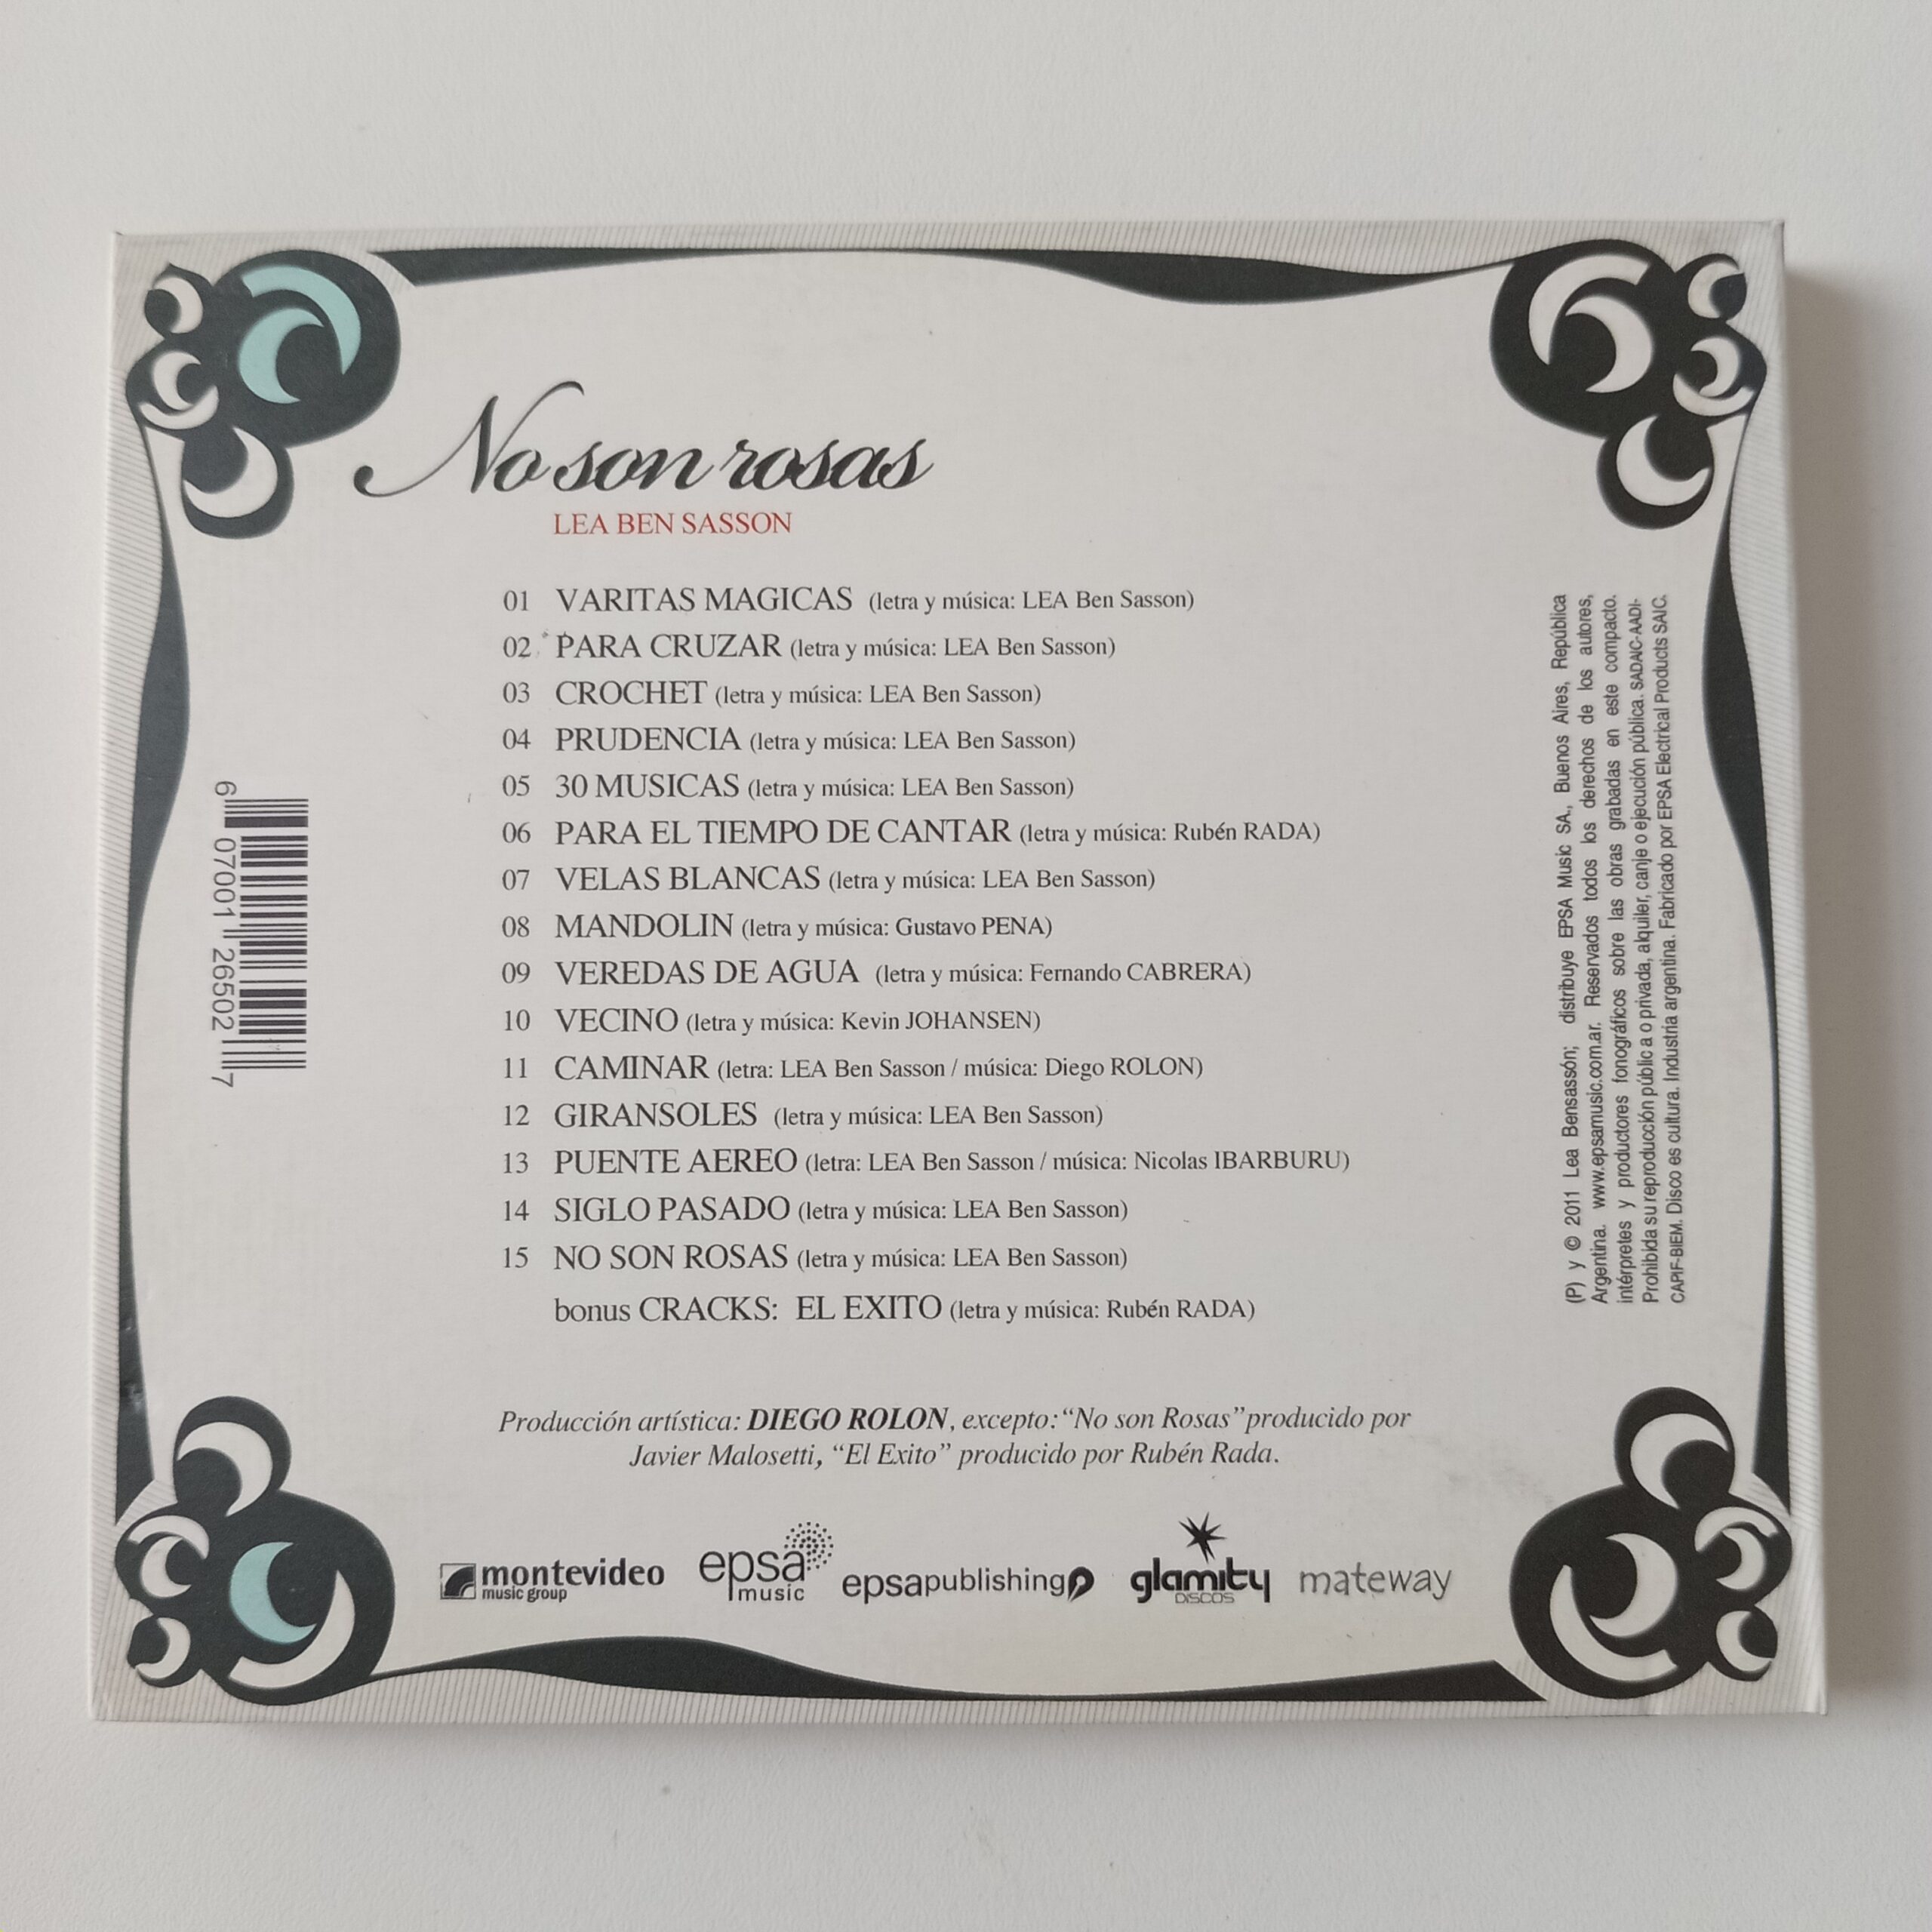 No son rosas
LEA BEN SASSON
01 VARITAS MAGICAS (letra y música: LEA Ben Sasson)
02 PARA CRUZAR (letra y música: LEA Ben Sasson)
03 CROCHET (letra y música: LEA Ben Sasson)
04 PRUDENCIA (letra y música: LEA Ben Sasson)
05 30 MUSICAS (letra y música: LEA Ben Sasson)
06 PARA EL TIEMPO DE CANTAR (letra y música: Rubén RADA)
07 VELAS BLANCAS (letra y música: LEA Ben Sasson)
08 MANDOLIN (letra y música: Gustavo PENA)
09 VEREDAS DE AGUA (letra y música: Fernando CABRERA)
10 VECINO (letra y música: Kevin JOHANSEN)
11 CAMINAR (letra: LEA Ben Sasson / música: Diego ROLON)
12 GIRANSOLES (letra y música: LEA Ben Sasson)
13 PUENTE AEREO (letra: LEA Ben Sasson / música: Nicolas IBARBURU)
14 SIGLO PASADO (letra y música: LEA Ben Sasson)
15 NO SON ROSAS (letra y música: LEA Ben Sasson)
bonus CRACKS: EL EXITO (letra y música: Rubén RADA)
Producción artística: DIEGO ROLON, excepto: "No son Rosas" producido por
Javier Malosetti, "El Exito" producido por Rubén Rada.
montevideo
music group
epsa
music
epsapublishing
glamity
DISCOS
mateway
6 07001 26502 7
(P) y © 2011 Lea Bensassón; distribuye EPSA Music SA, Buenos Aires, República
Argentina. www.epsamusic.com.ar. Reservados todos los derechos de los autores,
intérpretes y productores fonográficos sobre las obras grabadas en este compacto.
Prohibida su reproducción públic a o privada, alquiler, canje o ejecución pública. SADAIC-AADI-
CAPIF-BIEM. Disco es cultura. Industria argentina. Fabricado por EPSA Electrical Products SAIC.